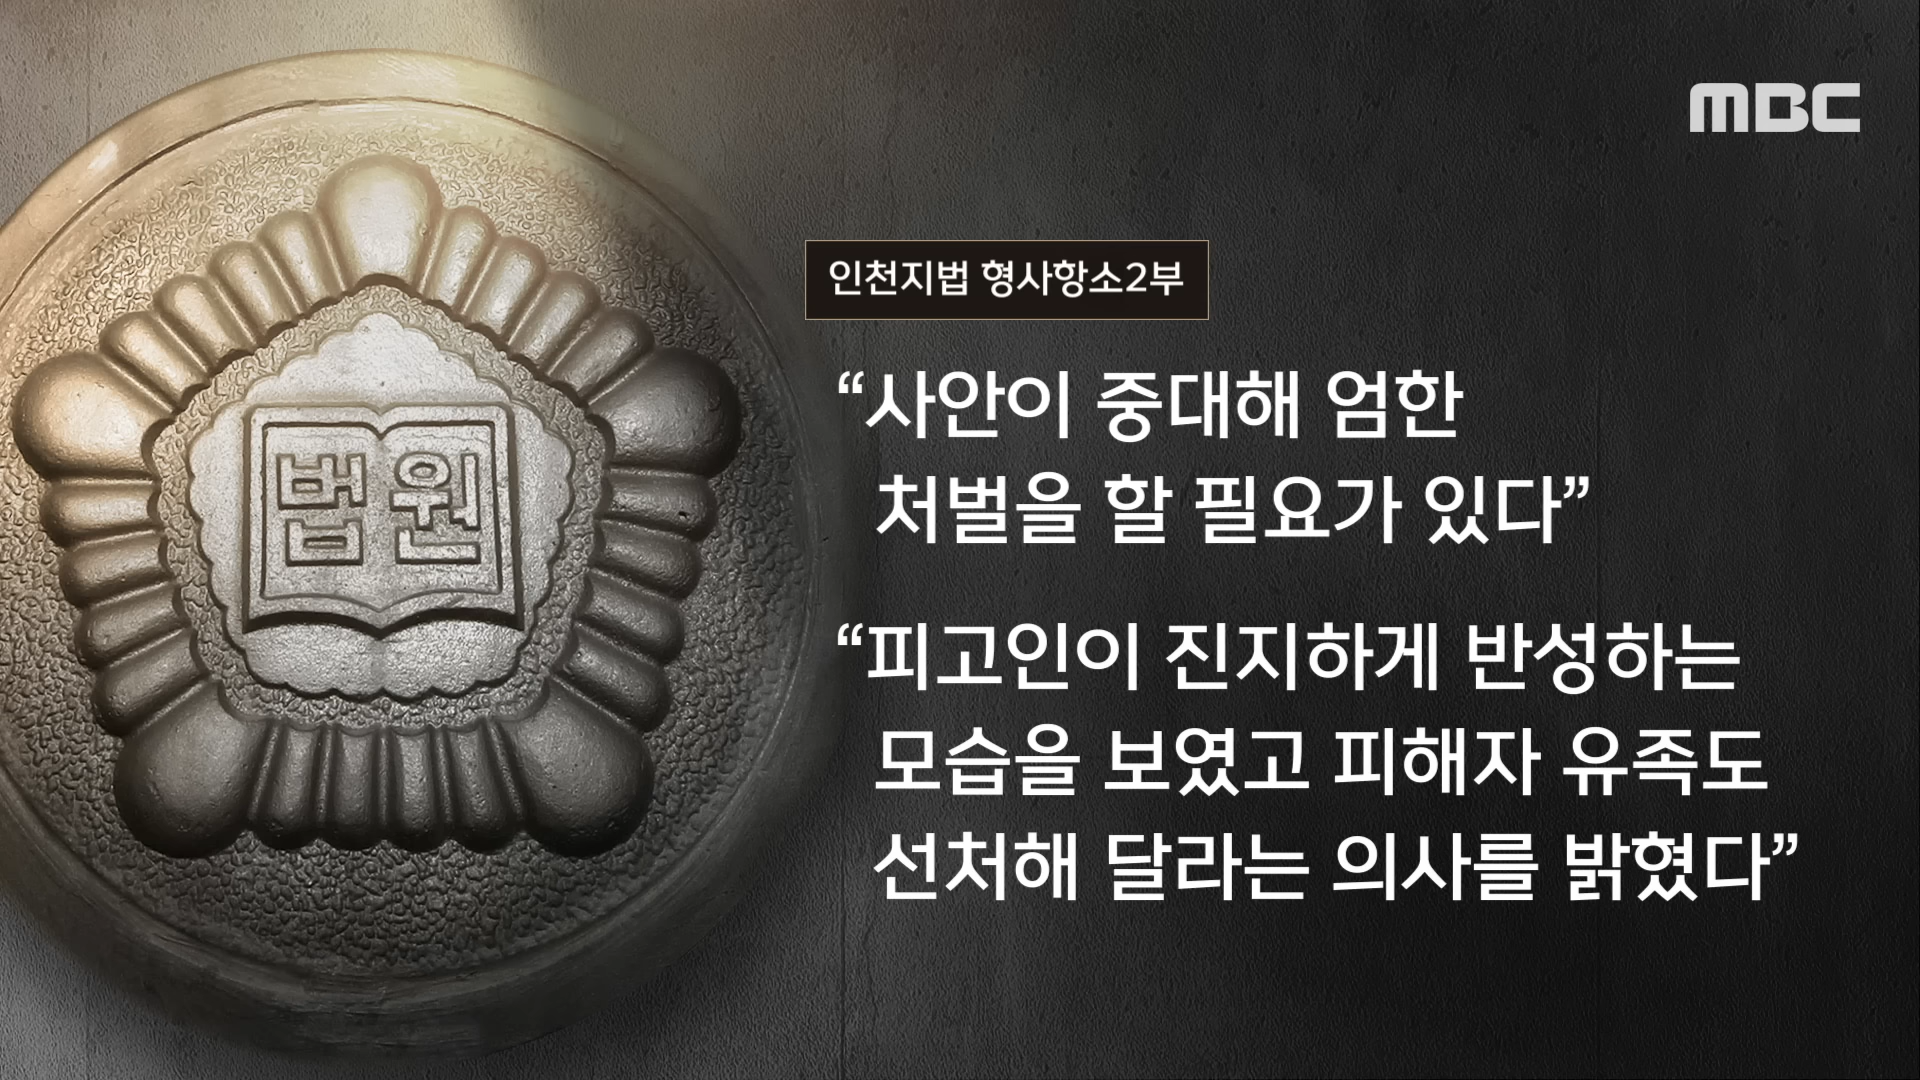 MBC
법원
인천지법 형사항소2부
“사안이 중대해 엄한
처벌을 할 필요가 있다”
“피고인이 진지하게 반성하는
모습을 보였고 피해자 유족도
선처해 달라는 의사를 밝혔다”